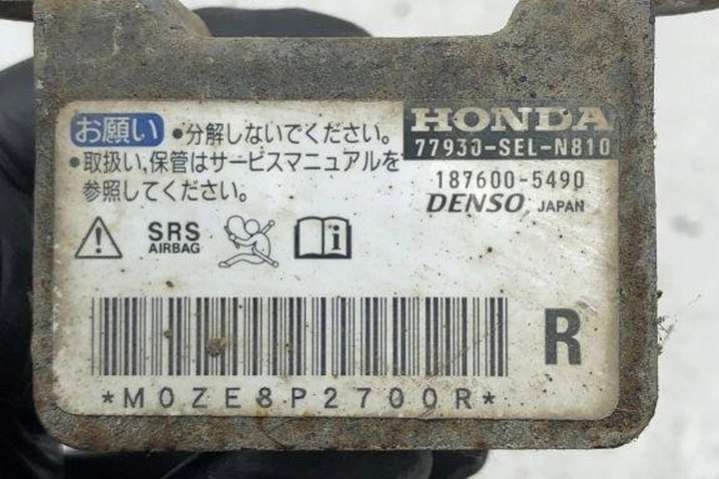 お願い ・分解しないでください。
・取扱い,保管はサービスマニュアルを
参照してください。
HONDA
77930-SEL-N810
187600-5490
DENSO JAPAN
SRS
AIRBAG
R
*M0ZE8P2700R*